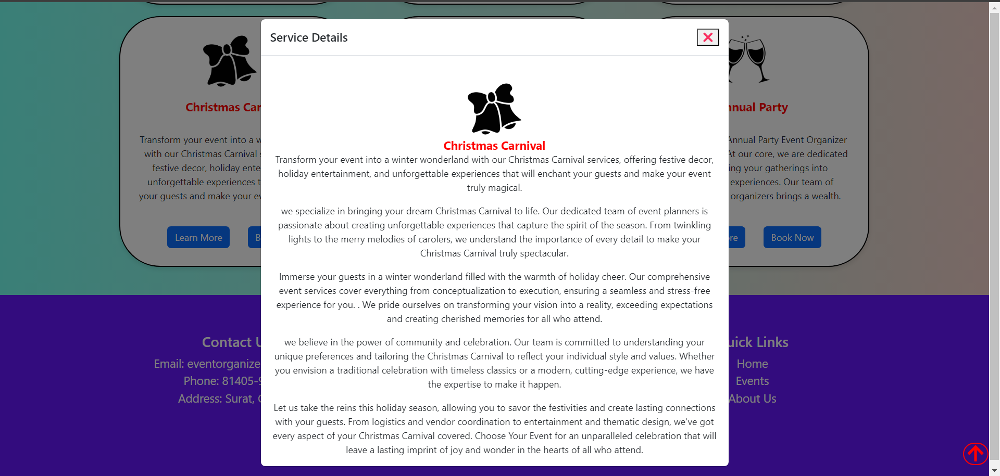 Service Details
Christmas Carnival
Transform your event into a winter wonderland with our Christmas Carnival services, offering festive decor,
holiday entertainment, and unforgettable experiences that will enchant your guests and make your event
truly magical.
we specialize in bringing your dream Christmas Carnival to life. Our dedicated team of event planners is
passionate about creating unforgettable experiences that capture the spirit of the season. From twinkling
lights to the merry melodies of carolers, we understand the importance of every detail to make your
Christmas Carnival truly spectacular.
Immerse your guests in a winter wonderland filled with the warmth of holiday cheer. Our comprehensive
event services cover everything from conceptualization to execution, ensuring a seamless and stress-free
experience for you. . We pride ourselves on transforming your vision into a reality, exceeding expectations
and creating cherished memories for all who attend.
we believe in the power of community and celebration. Our team is committed to understanding your
unique preferences and tailoring the Christmas Carnival to reflect your individual style and values. Whether
you envision a traditional celebration with timeless classics or a modern, cutting-edge experience, we have
the expertise to make it happen.
Let us take the reins this holiday season, allowing you to savor the festivities and create lasting connections
with your guests. From logistics and vendor coordination to entertainment and thematic design, we've got
every aspect of your Christmas Carnival covered. Choose Your Event for an unparalleled celebration that will
leave a lasting imprint of joy and wonder in the hearts of all who attend.
Christmas Car
Transform your event into a w
with our Christmas Carnival
festive decor, holiday ente
unforgettable experiences t
your guests and make your ev
Learn More
B
nnual Party
Annual Party Event Organizer
At our core, we are dedicated
ing your gatherings into
experiences. Our team of
organizers brings a wealth.
re
Book Now
Contact U
Email: eventorganize
Phone: 81405-9
Address: Surat, G
uick Links
Home
Events
About Us